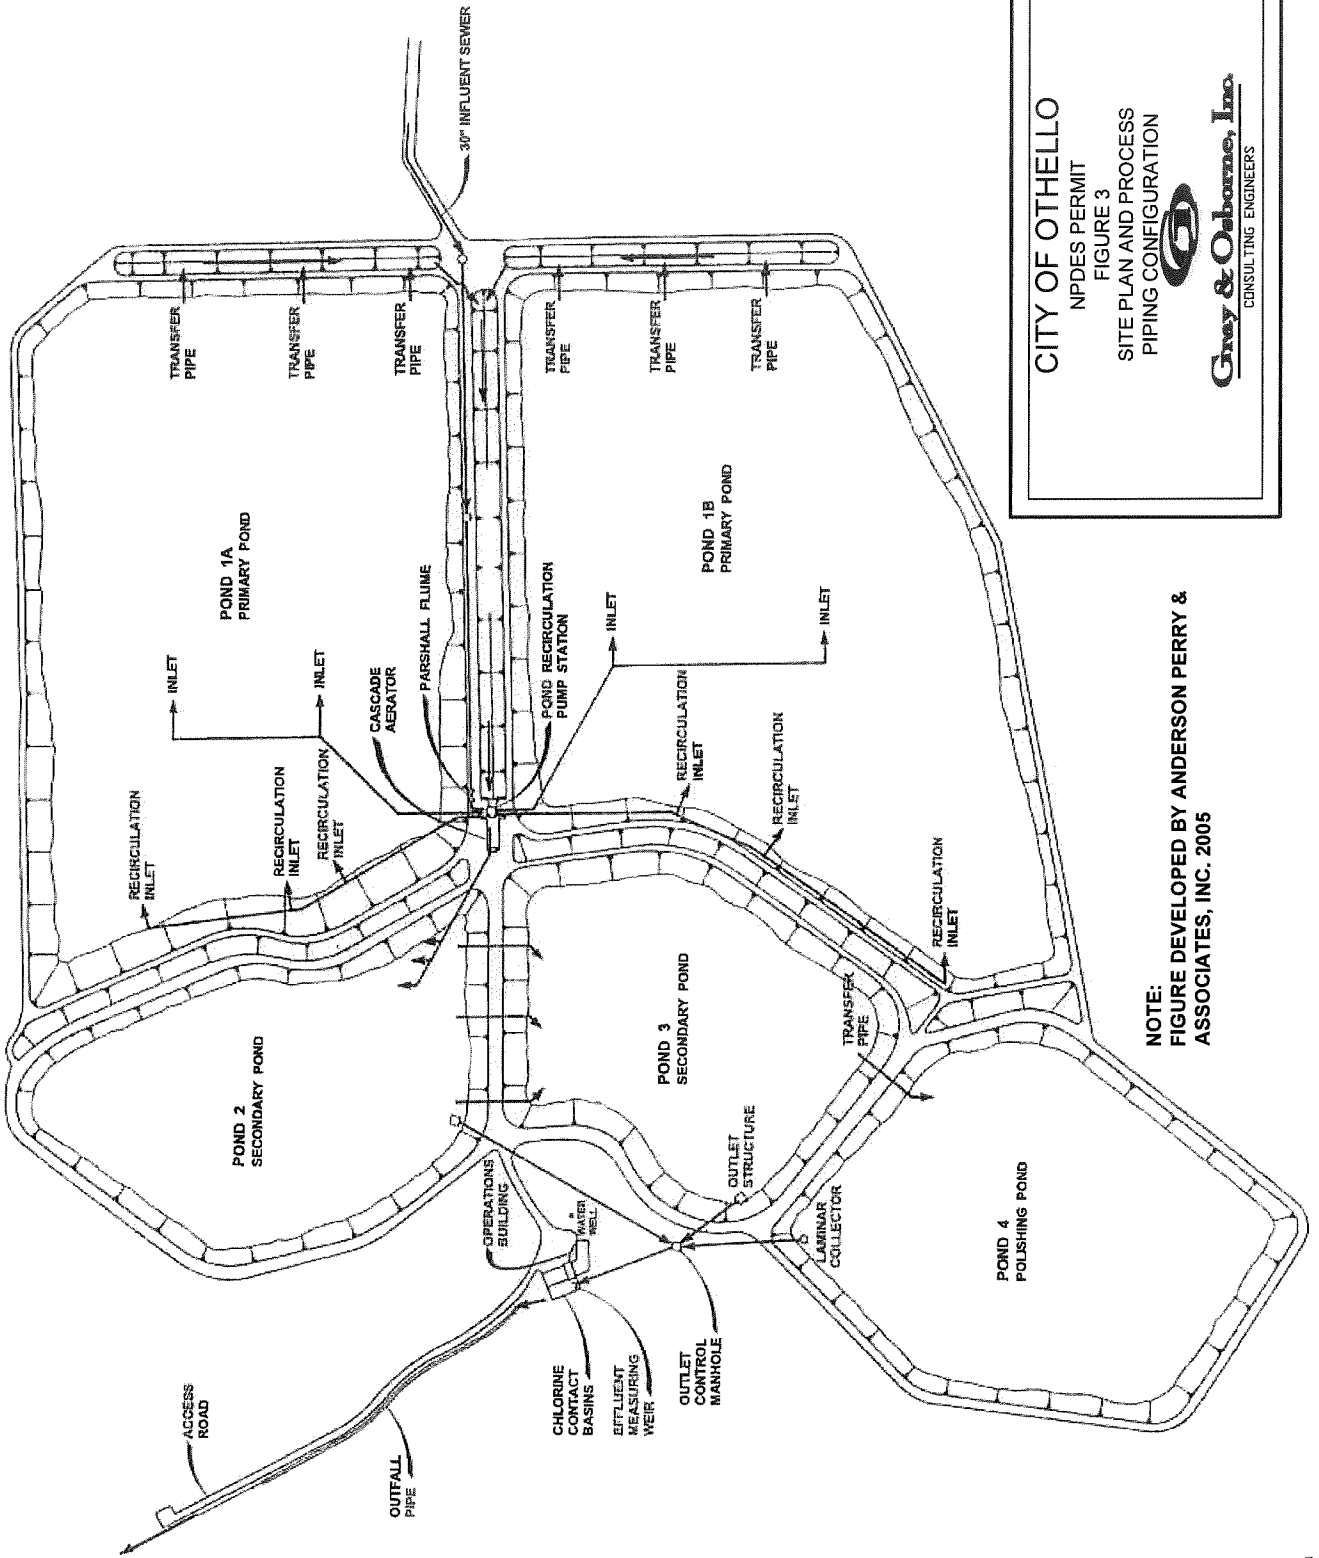 30" INFLUENT SEWER
TRANSFER
PIPE
TRANSFER
PIPE
TRANSFER
PIPE
TRANSFER
PIPE
TRANSFER
PIPE
TRANSFER
PIPE
POND 1A
PRIMARY POND
POND 1B
PRIMARY POND
INLET
INLET
CASCADE
AERATOR
PARSHALL FLUME
POND RECIRCULATION
PUMP STATION
INLET
INLET
RECIRCULATION
INLET
RECIRCULATION
INLET
RECIRCULATION
INLET
RECIRCULATION
INLET
RECIRCULATION
INLET
RECIRCULATION
INLET
POND 2
SECONDARY POND
POND 3
SECONDARY POND
TRANSFER
PIPE
OPERATIONS
BUILDING
WATER
WELL
OUTLET
STRUCTURE
LAMINAR
COLLECTOR
POND 4
POLISHING POND
ACCESS
ROAD
OUTFALL
PIPE
CHLORINE
CONTACT
BASINS
EFFLUENT
MEASURING
WEIR
OUTLET
CONTROL
MANHOLE
NOTE:
FIGURE DEVELOPED BY ANDERSON PERRY &
ASSOCIATES, INC. 2005
CITY OF OTHELLO
NPDES PERMIT
FIGURE 3
SITE PLAN AND PROCESS
PIPING CONFIGURATION
Gray & Osborne, Inc.
CONSULTING ENGINEERS